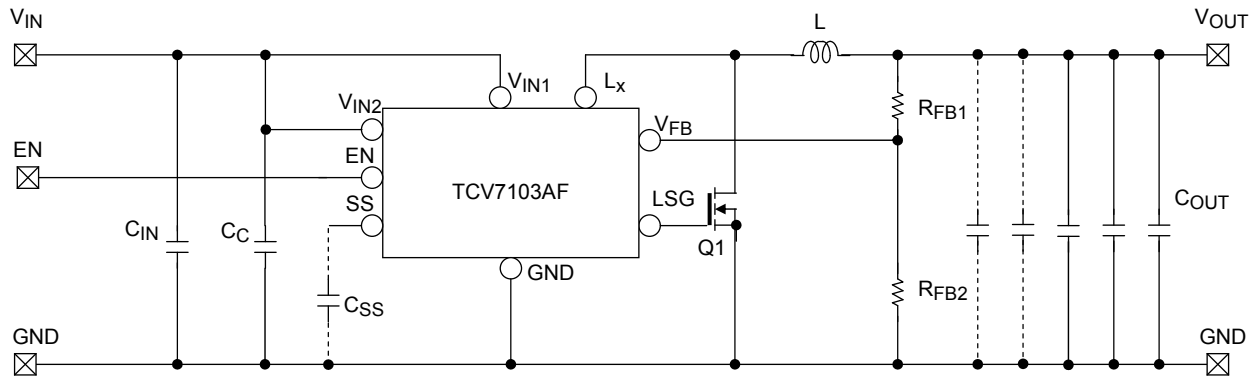 VIN
VOUT
L
VIN1
Lx
VIN2
VFB
RFB1
EN
EN
TCV7103AF
SS
LSG
COUT
CIN
CC
Q1
GND
CSS
RFB2
GND
GND